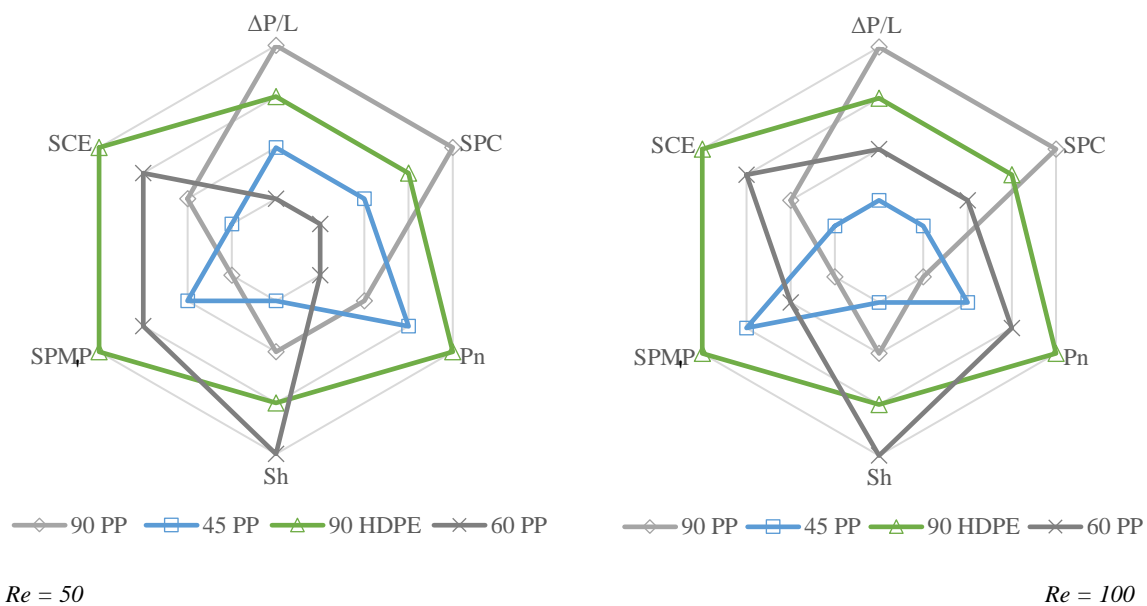 ΔP/L
SPC
Pn
Sh
SPMP
SCE
90 PP 45 PP 90 HDPE 60 PP
Re = 50
ΔP/L
SPC
Pn
Sh
SPMP
SCE
90 PP 45 PP 90 HDPE 60 PP
Re = 100